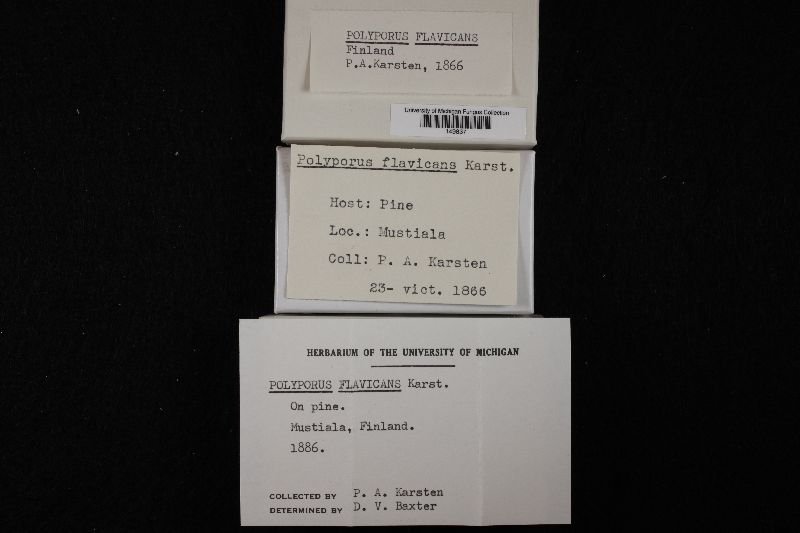 POLYPORUS FLAVICANS
Finland
P.A.Karsten, 1866
University of Michigan Fungus Collection
149837
Polyporus flavicans Karst.
Host: Pine
Loc.: Mustiala
Coll: P. A. Karsten
23- vict. 1866
HERBARIUM OF THE UNIVERSITY OF MICHIGAN
POLYPORUS FLAVICANS Karst.
On pine.
Mustiala, Finland.
1886.
COLLECTED BY P. A. Karsten
DETERMINED BY D. V. Baxter